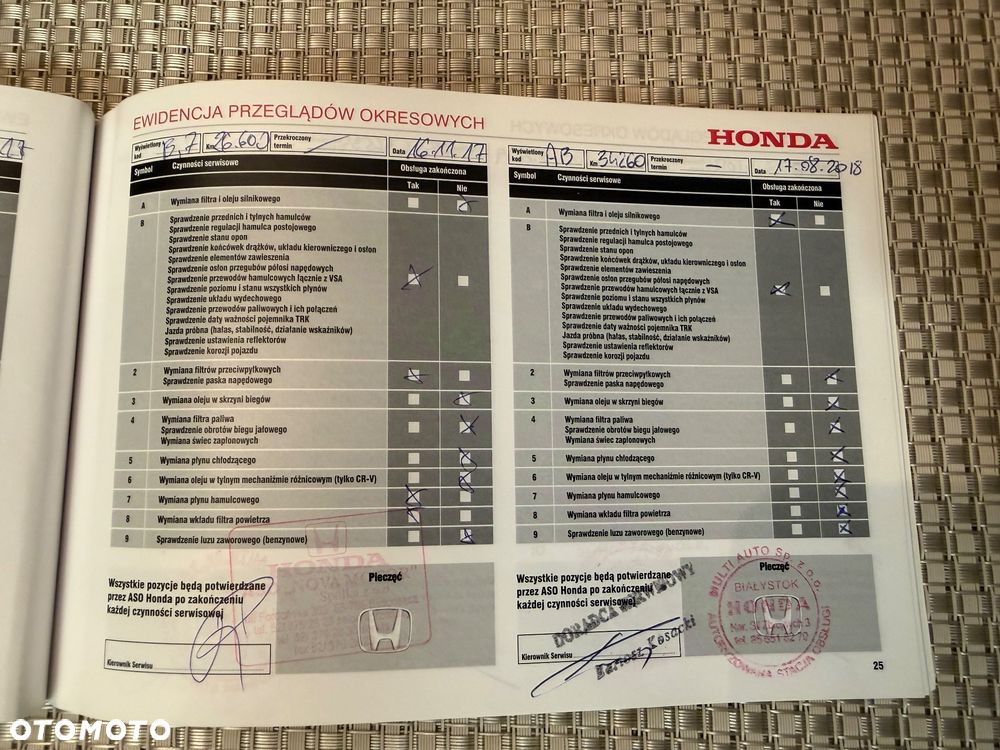 EWIDENCJA PRZEGLĄDÓW OKRESOWYCH
HONDA
17
Wyświetlony kod B,7 Km 26.600 Przekroczony termin — Data 16.11.17
Symbol Czynności serwisowe Obsługa zakończona
Tak Nie
A Wymiana filtra i oleju silnikowego
B Sprawdzenie przednich i tylnych hamulców
Sprawdzenie regulacji hamulca postojowego
Sprawdzenie stanu opon
Sprawdzenie końcówek drążków, układu kierowniczego i osłon
Sprawdzenie elementów zawieszenia
Sprawdzenie osłon przegubów półosi napędowych
Sprawdzenie przewodów hamulcowych łącznie z VSA
Sprawdzenie poziomu i stanu wszystkich płynów
Sprawdzenie układu wydechowego
Sprawdzenie przewodów paliwowych i ich połączeń
Sprawdzenie daty ważności pojemnika TRK
Jazda próbna (hałas, stabilność, działanie wskaźników)
Sprawdzenie ustawienia reflektorów
Sprawdzenie korozji pojazdu
2 Wymiana filtrów przeciwpyłkowych
Sprawdzenie paska napędowego
3 Wymiana oleju w skrzyni biegów
4 Wymiana filtra paliwa
Sprawdzenie obrotów biegu jałowego
Wymiana świec zapłonowych
5 Wymiana płynu chłodzącego
6 Wymiana oleju w tylnym mechaniźmie różnicowym (tylko CR-V)
7 Wymiana płynu hamulcowego
8 Wymiana wkładu filtra powietrza
9 Sprawdzenie luzu zaworowego (benzynowe)
Wszystkie pozycje będą potwierdzane
przez ASO Honda po zakończeniu
każdej czynności serwisowej
Pieczęć
HONDA
Kierownik Serwisu
Wyświetlony kod AB Km 34260 Przekroczony termin — Data 17.08.2018
Symbol Czynności serwisowe Obsługa zakończona
Tak Nie
A Wymiana filtra i oleju silnikowego
B Sprawdzenie przednich i tylnych hamulców
Sprawdzenie regulacji hamulca postojowego
Sprawdzenie stanu opon
Sprawdzenie końcówek drążków, układu kierowniczego i osłon
Sprawdzenie elementów zawieszenia
Sprawdzenie osłon przegubów półosi napędowych
Sprawdzenie przewodów hamulcowych łącznie z VSA
Sprawdzenie poziomu i stanu wszystkich płynów
Sprawdzenie układu wydechowego
Sprawdzenie przewodów paliwowych i ich połączeń
Sprawdzenie daty ważności pojemnika TRK
Jazda próbna (hałas, stabilność, działanie wskaźników)
Sprawdzenie ustawienia reflektorów
Sprawdzenie korozji pojazdu
2 Wymiana filtrów przeciwpyłkowych
Sprawdzenie paska napędowego
3 Wymiana oleju w skrzyni biegów
4 Wymiana filtra paliwa
Sprawdzenie obrotów biegu jałowego
Wymiana świec zapłonowych
5 Wymiana płynu chłodzącego
6 Wymiana oleju w tylnym mechaniźmie różnicowym (tylko CR-V)
7 Wymiana płynu hamulcowego
8 Wymiana wkładu filtra powietrza
9 Sprawdzenie luzu zaworowego (benzynowe)
Wszystkie pozycje będą potwierdzane
przez ASO Honda po zakończeniu
każdej czynności serwisowej
Pieczęć
DORADCA SERWISOWY
Kosacki
Kierownik Serwisu
MULTI AUTO SP. Z O.O.
BIAŁYSTOK
HONDA
AUTORYZOWANA STACJA OBSŁUGI
25
OTOMOTO